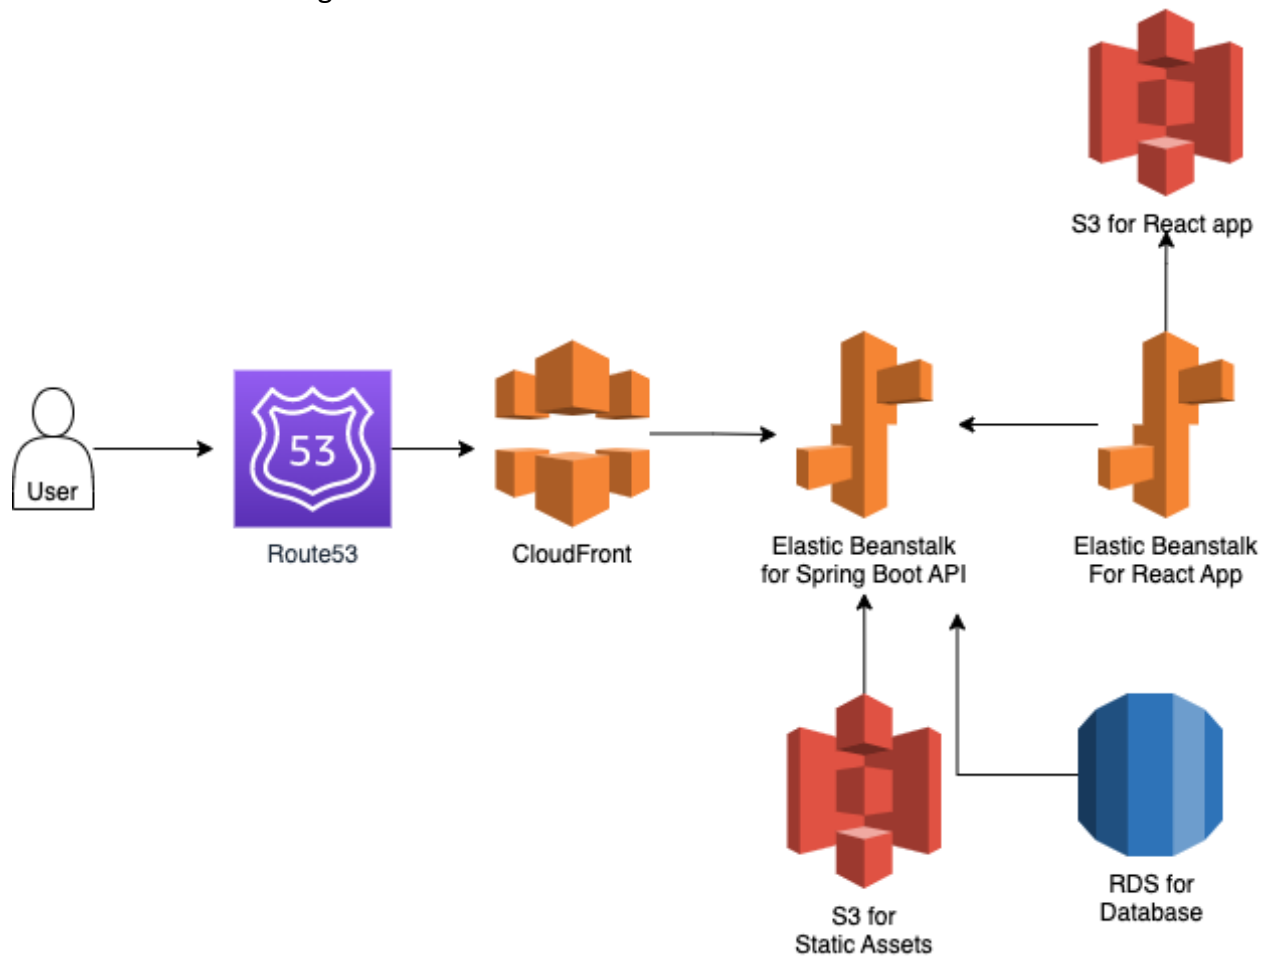 S3 for React app
User
53
Route53
CloudFront
Elastic Beanstalk
for Spring Boot API
Elastic Beanstalk
For React App
S3 for
Static Assets
RDS for
Database